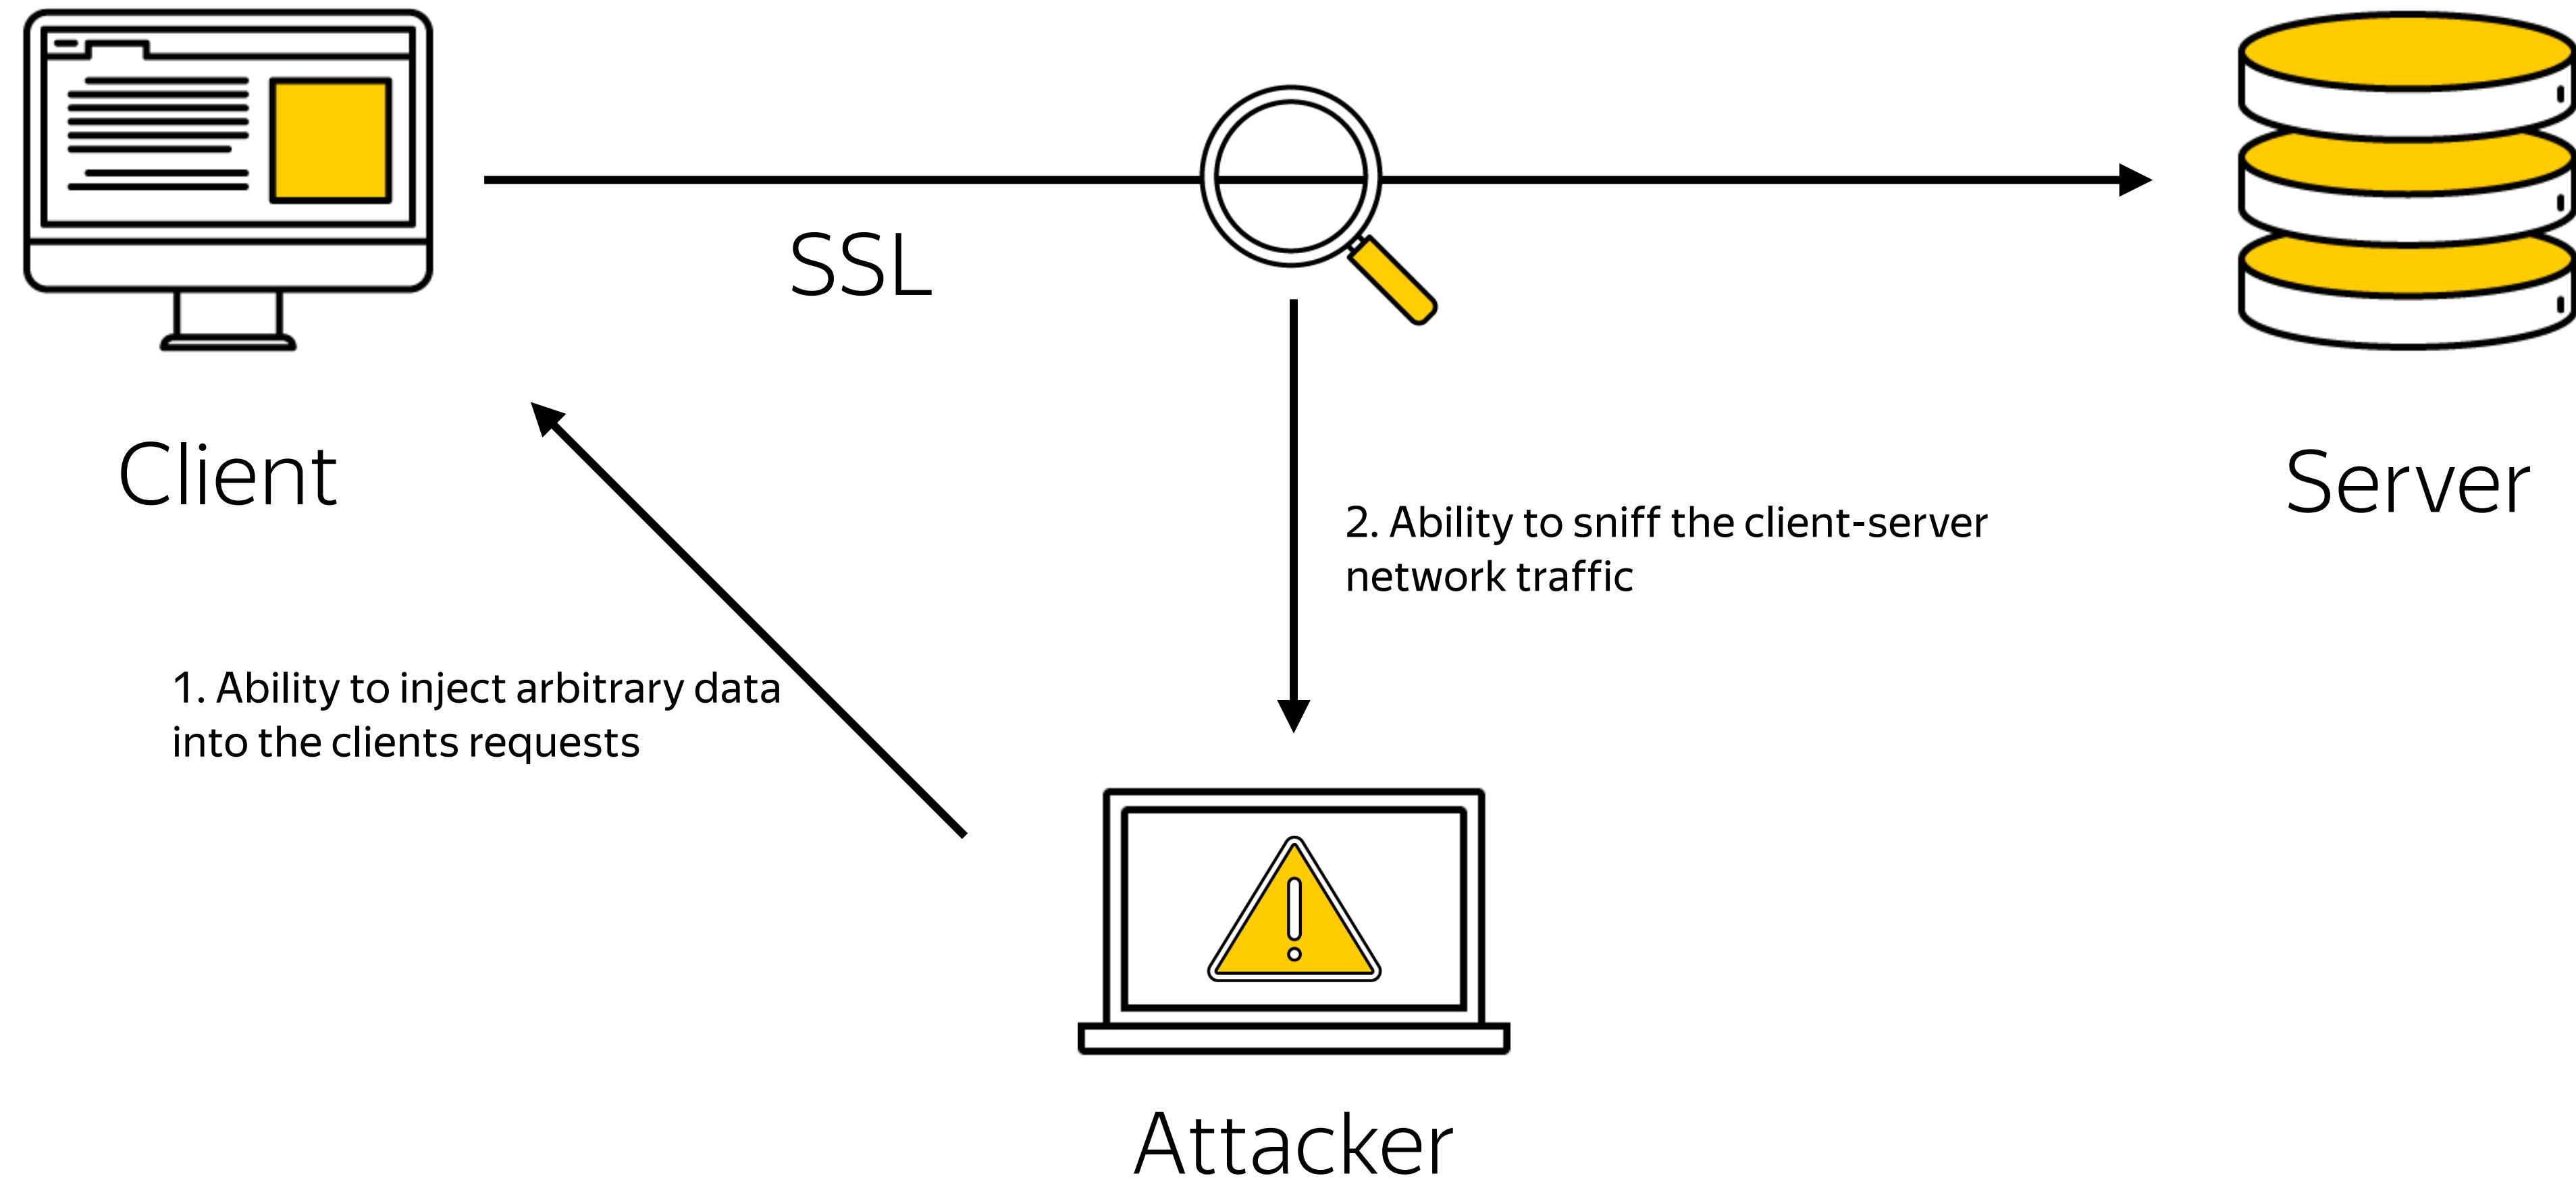 SSL
Client
Server
2. Ability to sniff the client-server
network traffic
1. Ability to inject arbitrary data
into the clients requests
Attacker